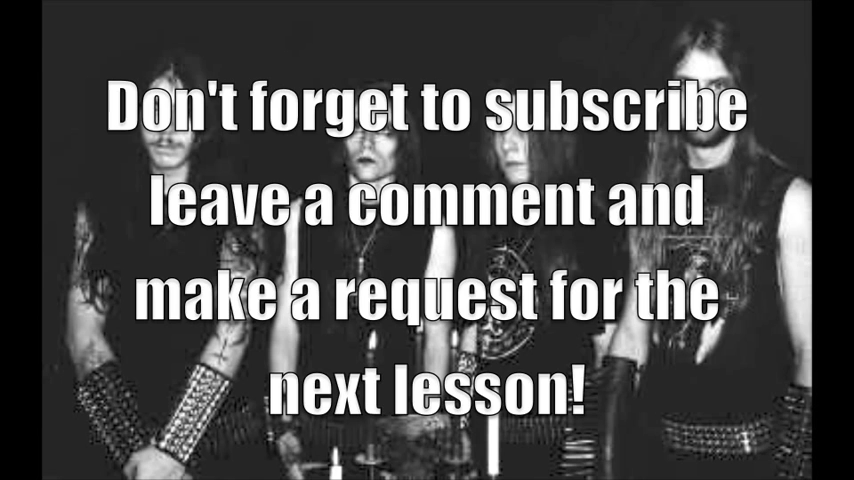 Don't forget to subscribe
leave a comment and
make a request for the
next lesson!